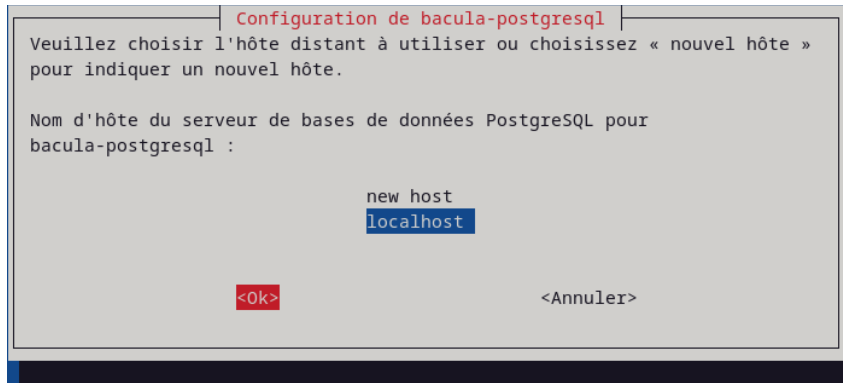 Configuration de bacula-postgresql
Veuillez choisir l'hôte distant à utiliser ou choisissez « nouvel hôte »
pour indiquer un nouvel hôte.
Nom d'hôte du serveur de bases de données PostgreSQL pour
bacula-postgresql :
new host
localhost
<Ok> <Annuler>